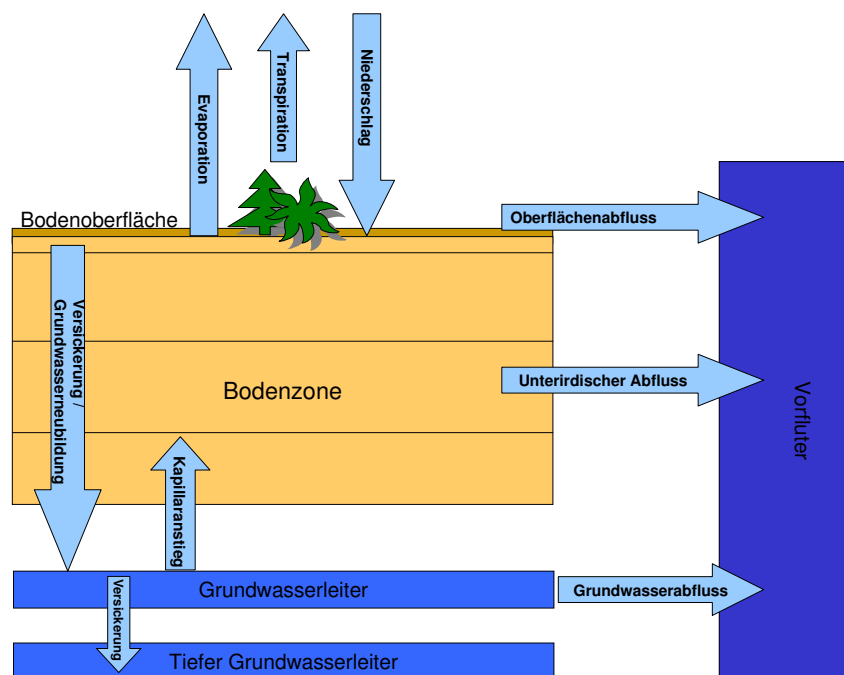 Evaporation
Transpiration
Niederschlag
Bodenoberfläche
Oberflächenabfluss
Versickerung /
Grundwasserneubildung
Bodenzone
Unterirdischer Abfluss
Vorfluter
Kapillaranstieg
Grundwasserleiter
Grundwasserabfluss
Versickerung
Tiefer Grundwasserleiter